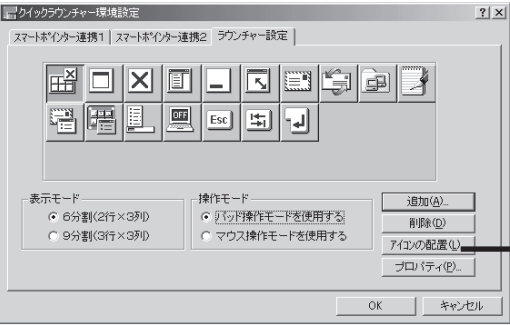 クイックラウンチャー環境設定
スマートポインター連携1 スマートポインター連携2 ラウンチャー設定
OFF Esc
表示モード
6分割(2行×3列)
9分割(3行×3列)
操作モード
パッド操作モードを使用する
マウス操作モードを使用する
追加(A)...
削除(D)
アイコンの配置(L)
プロパティ(P)...
OK キャンセル